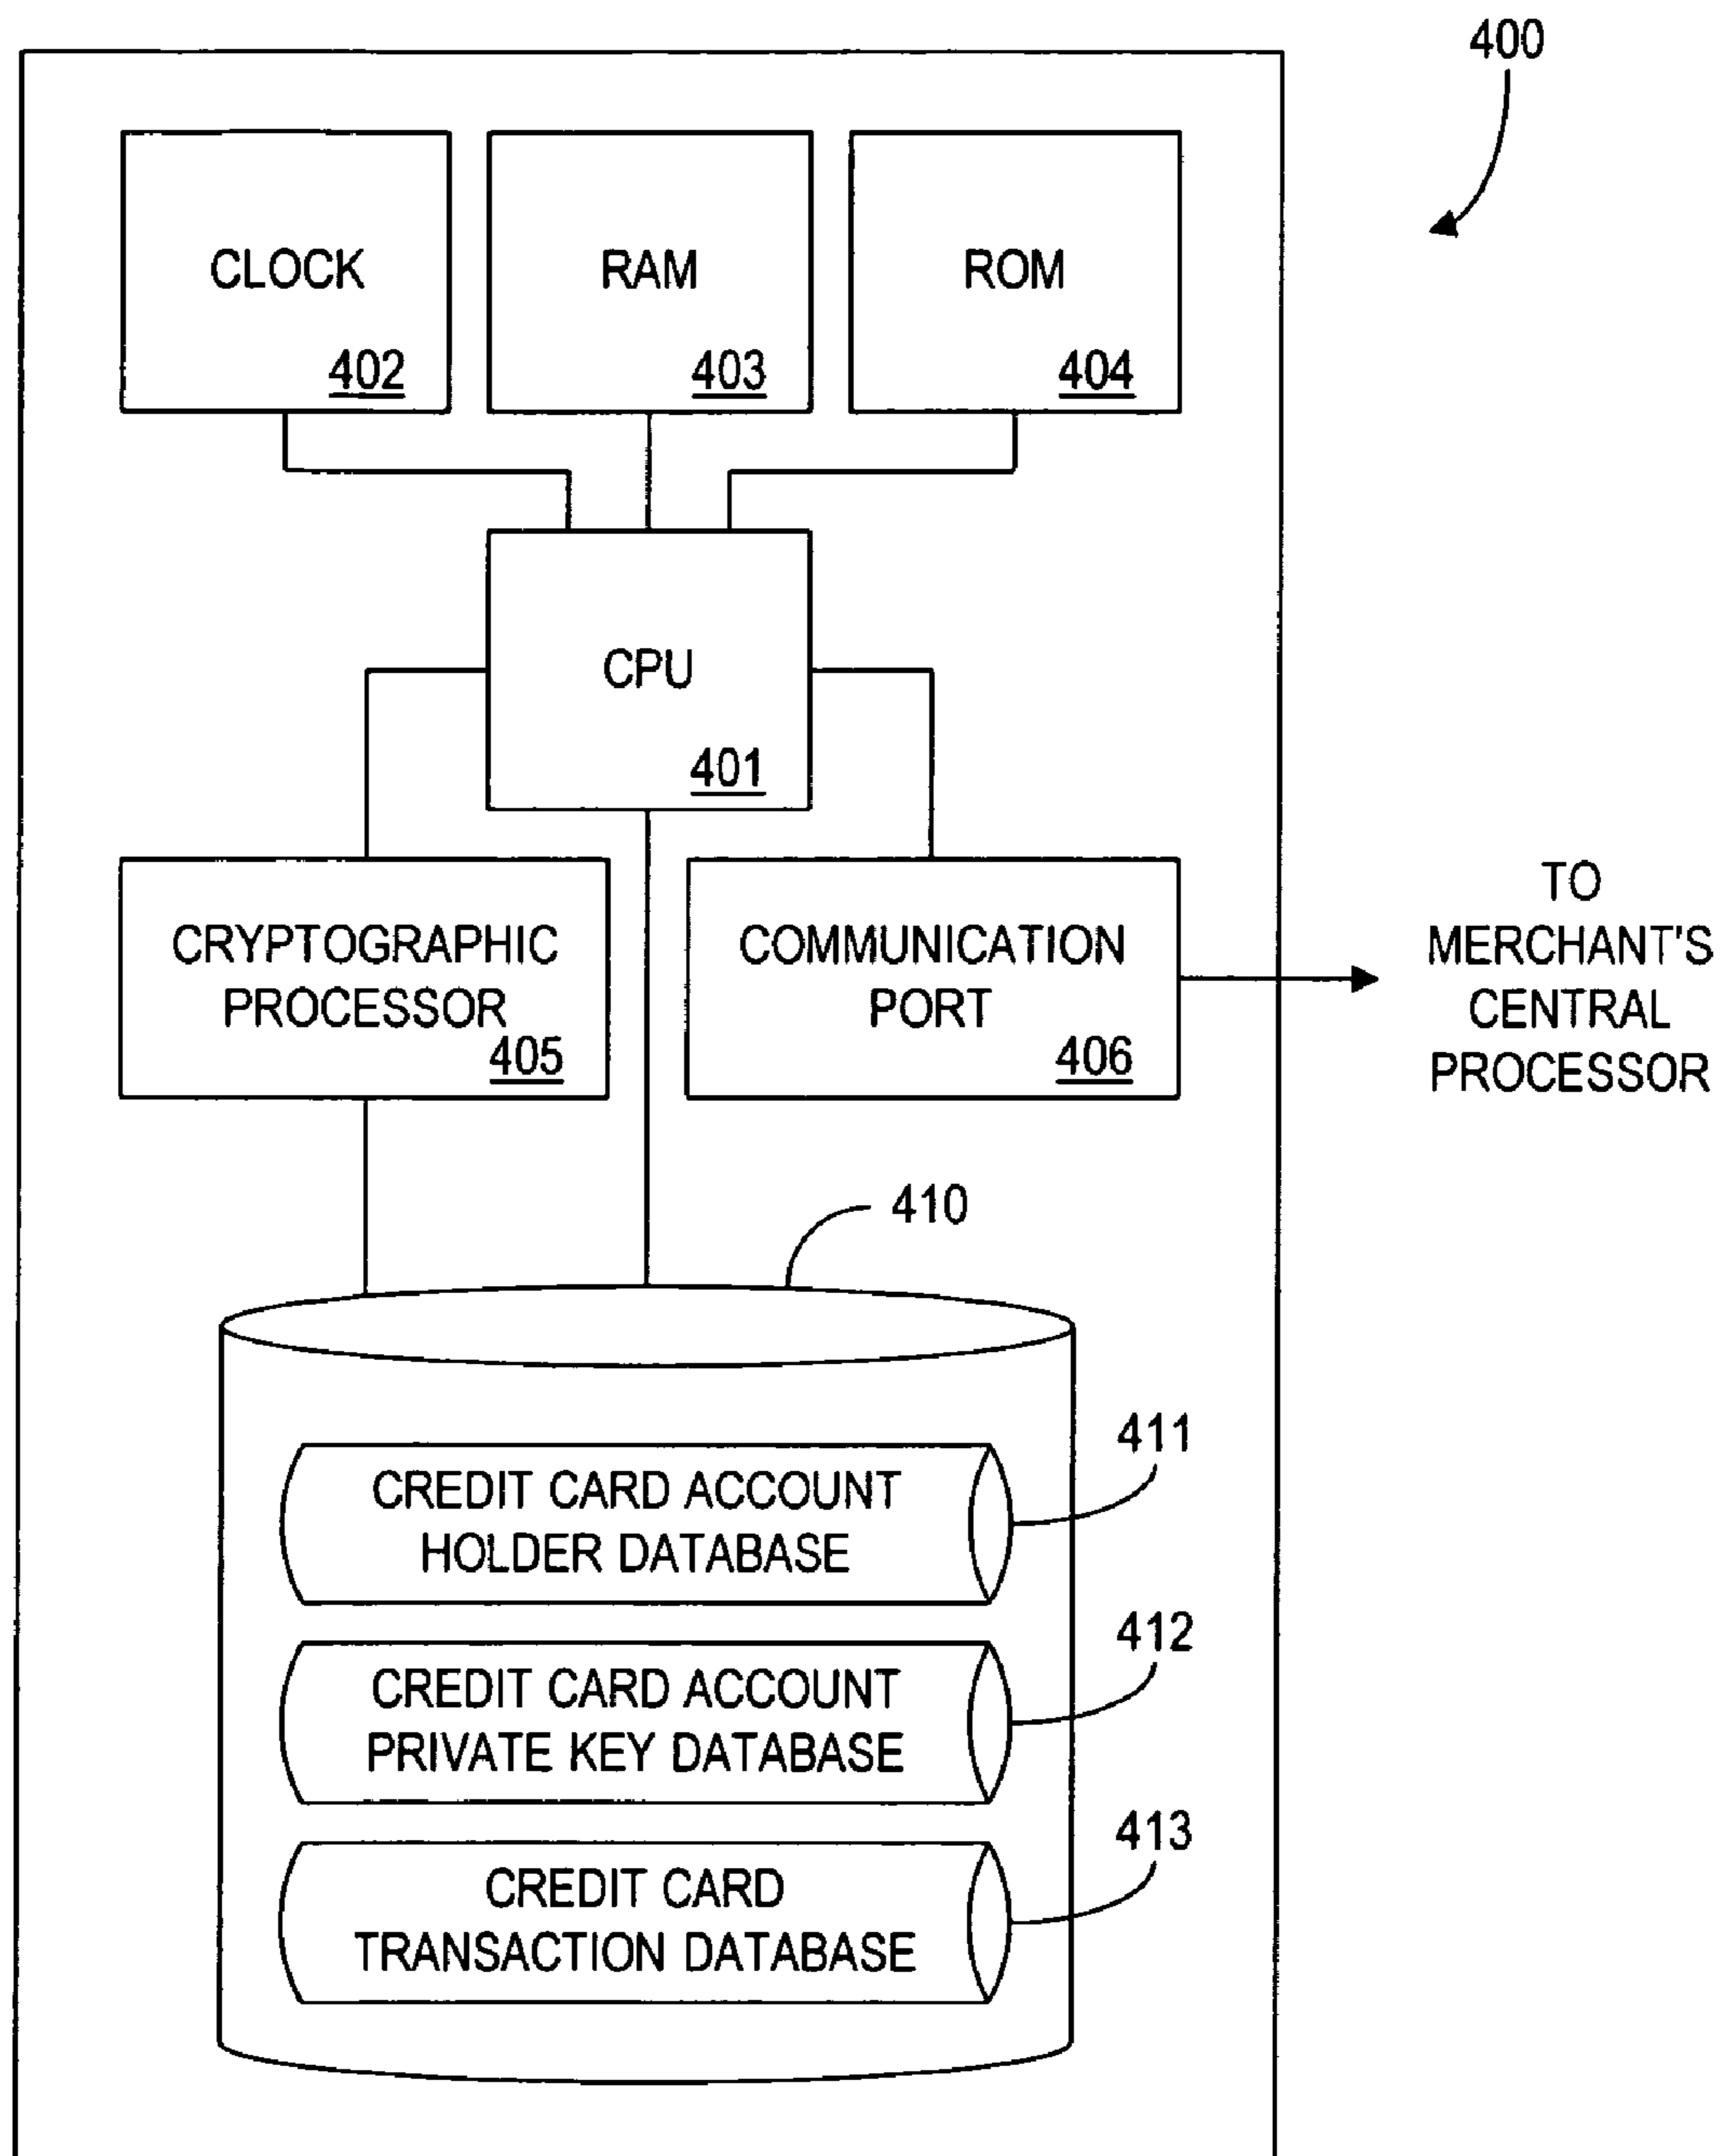 400
CLOCK
402
RAM
403
ROM
404
CPU
401
CRYPTOGRAPHIC
PROCESSOR
405
COMMUNICATION
PORT
406
TO
MERCHANT'S
CENTRAL
PROCESSOR
410
CREDIT CARD ACCOUNT
HOLDER DATABASE
411
CREDIT CARD ACCOUNT
PRIVATE KEY DATABASE
412
CREDIT CARD
TRANSACTION DATABASE
413